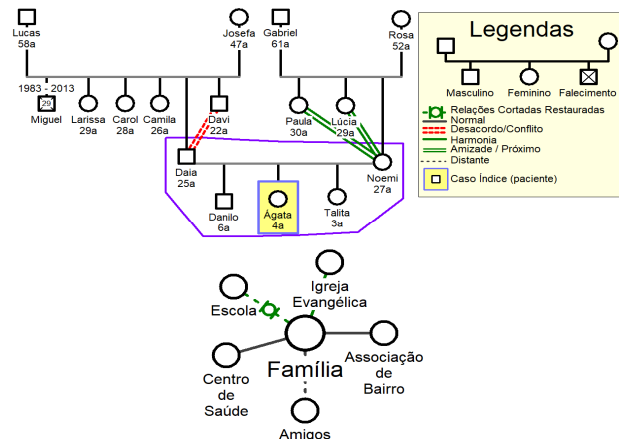 Lucas
58a
Josefa
47a
Gabriel
61a
Rosa
52a
1983 - 2013
29
Miguel
Larissa
29a
Carol
28a
Camila
26a
Davi
22a
Paula
30a
Lúcia
29a
Daia
25a
Noemi
27a
Danilo
6a
Ágata
4a
Talita
3a
Legendas
Masculino
Feminino
Falecimento
Relações Cortadas Restauradas
Normal
Desacordo/Conflito
Harmonia
Amizade / Próximo
Distante
Caso Índice (paciente)
Escola
Igreja
Evangélica
Família
Centro
de
Saúde
Associação
de
Bairro
Amigos